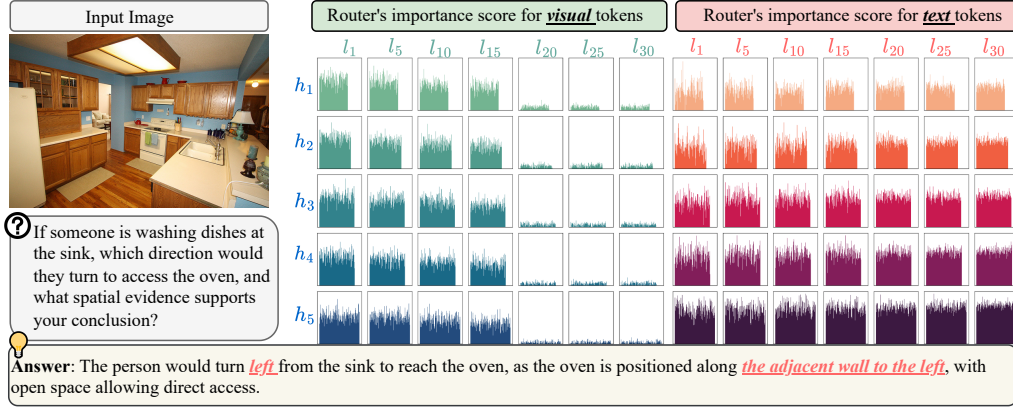 Input Image
Router's importance score for visual tokens
Router's importance score for text tokens
l1 l5 l10 l15 l20 l25 l30
l1 l5 l10 l15 l20 l25 l30
h1
h2
h3
h4
h5
?
If someone is washing dishes at
the sink, which direction would
they turn to access the oven, and
what spatial evidence supports
your conclusion?
Answer: The person would turn left from the sink to reach the oven, as the oven is positioned along the adjacent wall to the left, with
open space allowing direct access.